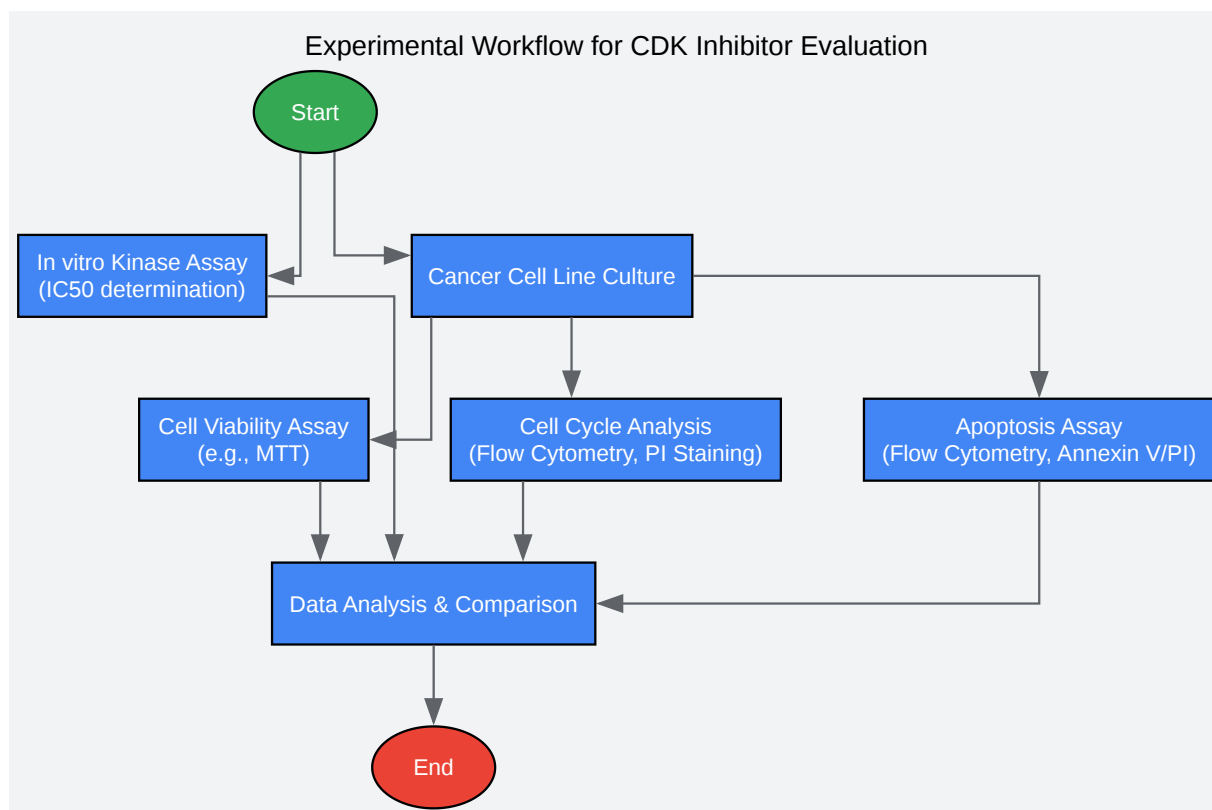 Experimental Workflow for CDK Inhibitor Evaluation
Start
In vitro Kinase Assay
(IC50 determination)
Cancer Cell Line Culture
Cell Viability Assay
(e.g., MTT)
Cell Cycle Analysis
(Flow Cytometry, PI Staining)
Apoptosis Assay
(Flow Cytometry, Annexin V/PI)
Data Analysis & Comparison
End